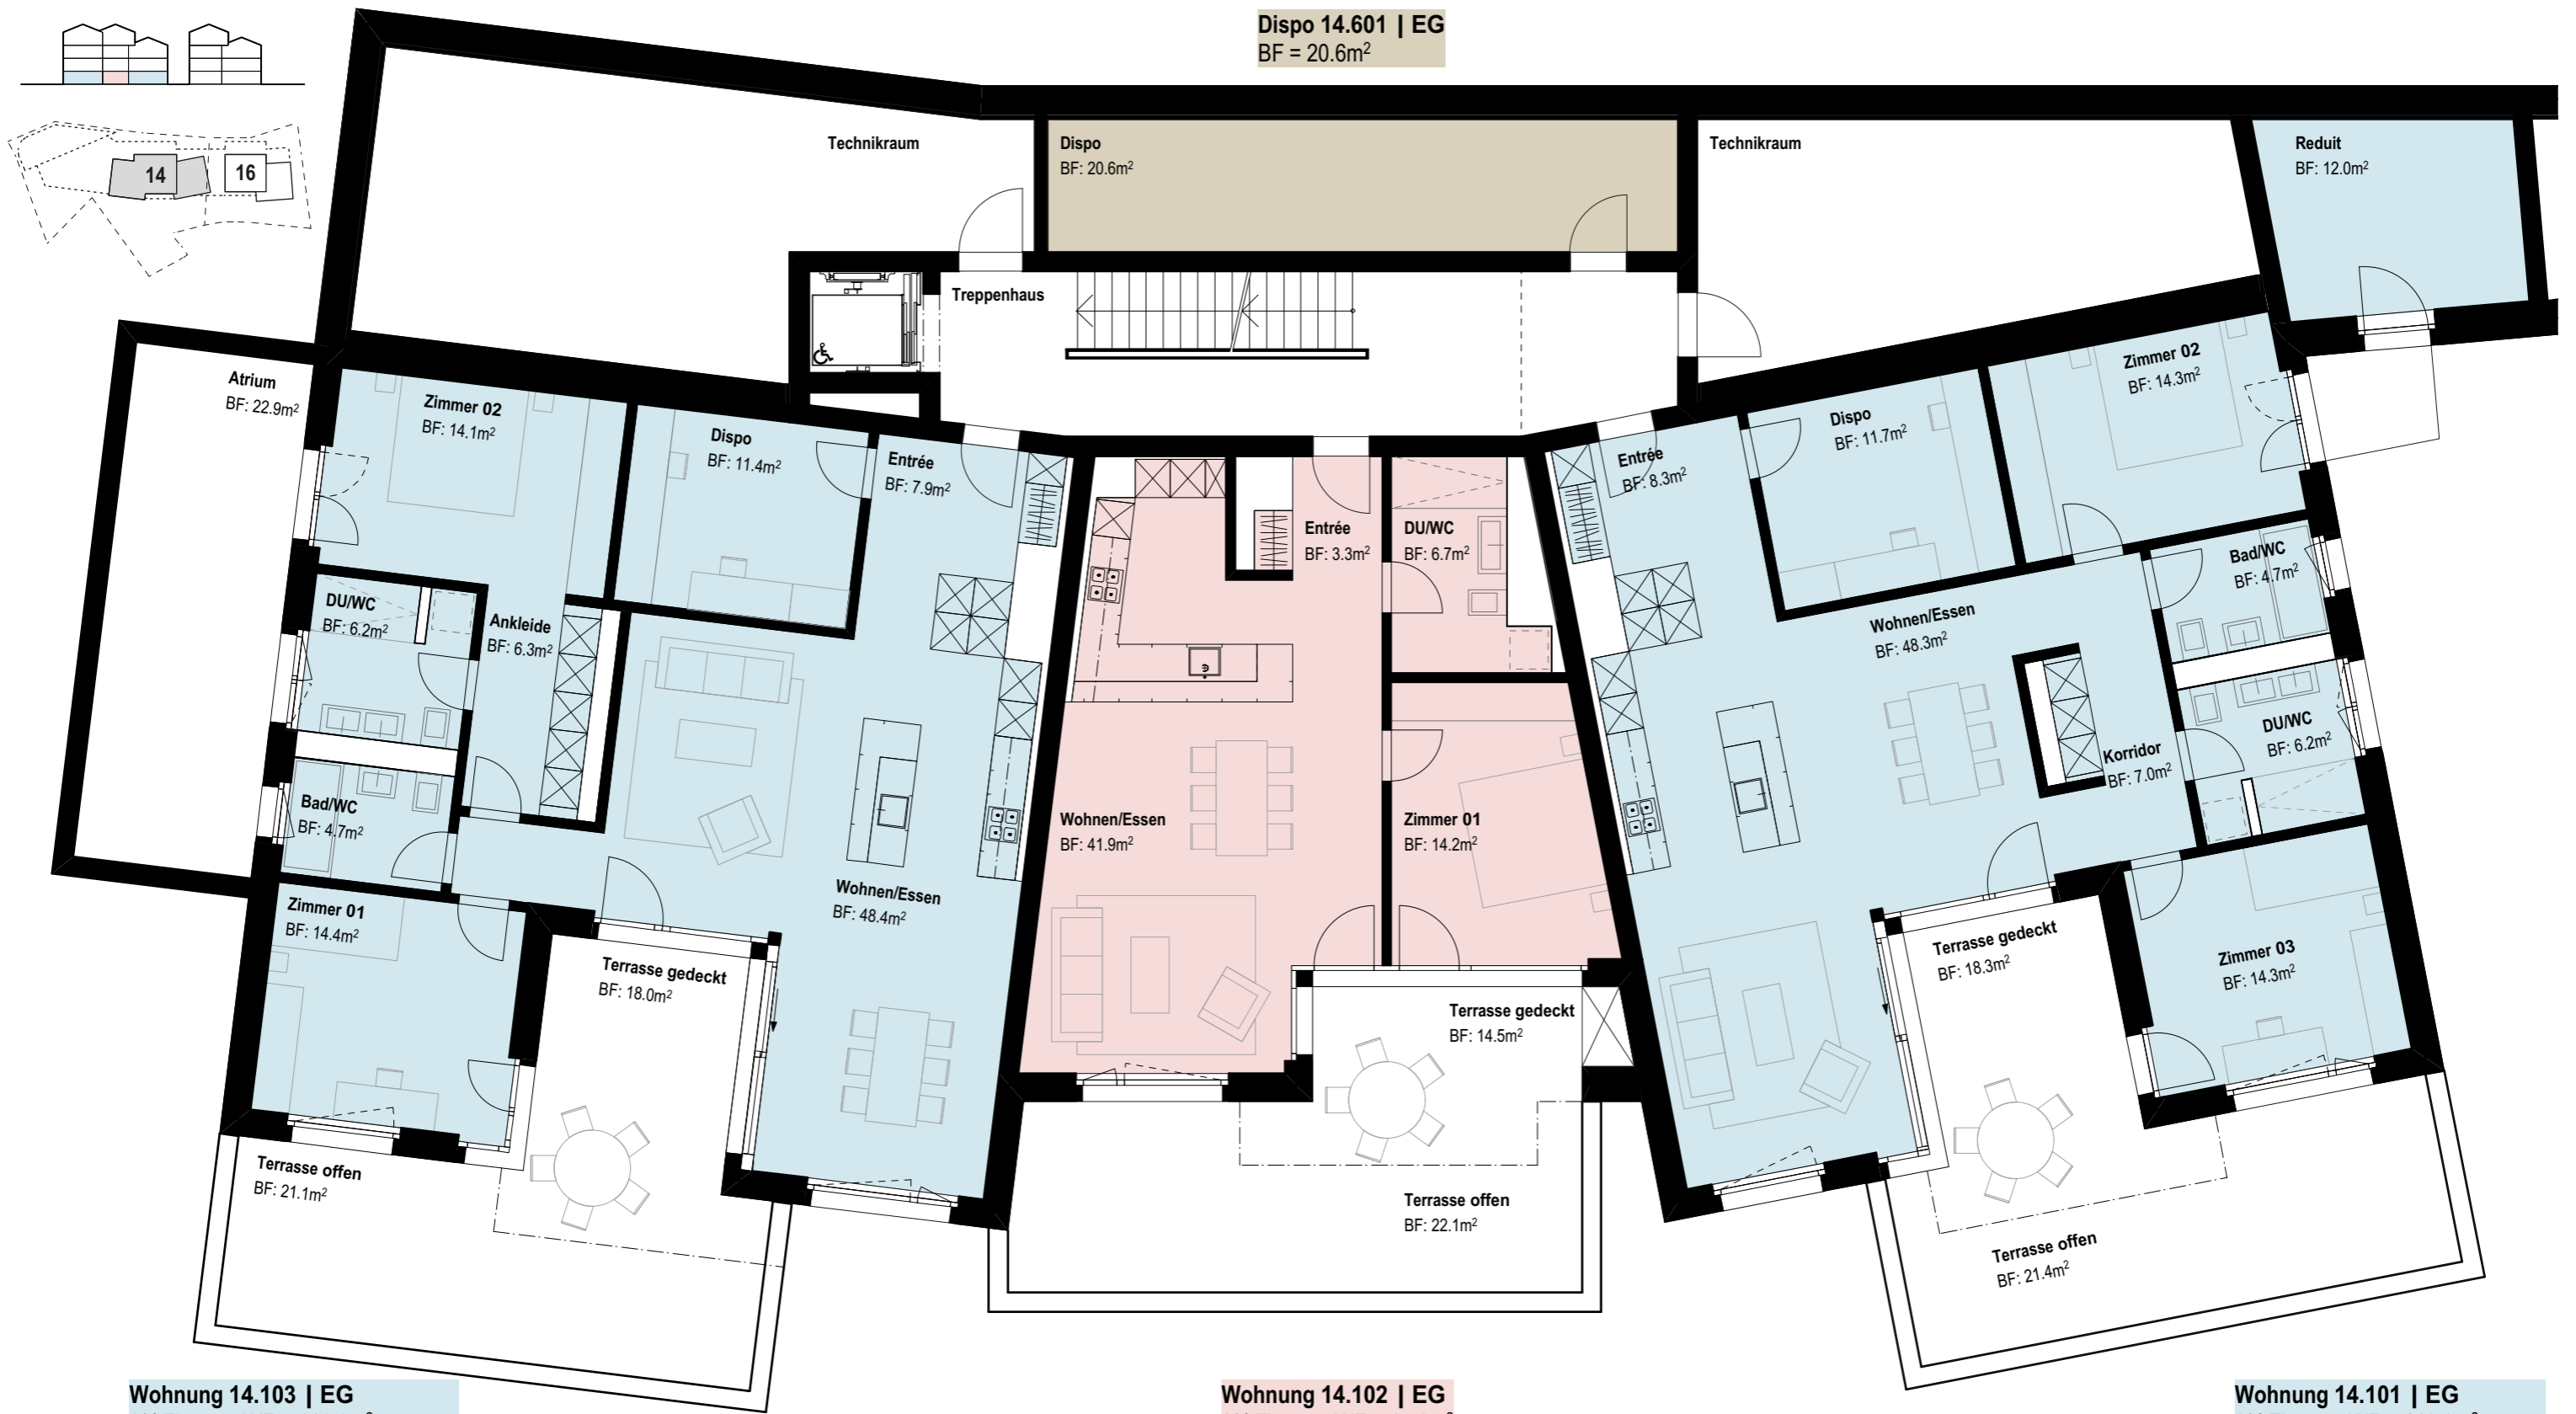 Dispo 14.601 | EG
BF = 20.6m²
14
16
Technikraum
Dispo
BF: 20.6m²
Technikraum
Reduit
BF: 12.0m²
Treppenhaus
Atrium
BF: 22.9m²
Zimmer 02
BF: 14.1m²
Dispo
BF: 11.4m²
Entrée
BF: 7.9m²
DU/WC
BF: 6.2m²
Ankleide
BF: 6.3m²
Bad/WC
BF: 4.7m²
Zimmer 01
BF: 14.4m²
Wohnen/Essen
BF: 48.4m²
Terrasse gedeckt
BF: 18.0m²
Terrasse offen
BF: 21.1m²
Entrée
BF: 3.3m²
DU/WC
BF: 6.7m²
Wohnen/Essen
BF: 41.9m²
Zimmer 01
BF: 14.2m²
Terrasse gedeckt
BF: 14.5m²
Terrasse offen
BF: 22.1m²
Entrée
BF: 8.3m²
Dispo
BF: 11.7m²
Zimmer 02
BF: 14.3m²
Bad/WC
BF: 4.7m²
Wohnen/Essen
BF: 48.3m²
DU/WC
BF: 6.2m²
Korridor
BF: 7.0m²
Terrasse gedeckt
BF: 18.3m²
Zimmer 03
BF: 14.3m²
Terrasse offen
BF: 21.4m²
Wohnung 14.103 | EG
Wohnung 14.102 | EG
Wohnung 14.101 | EG